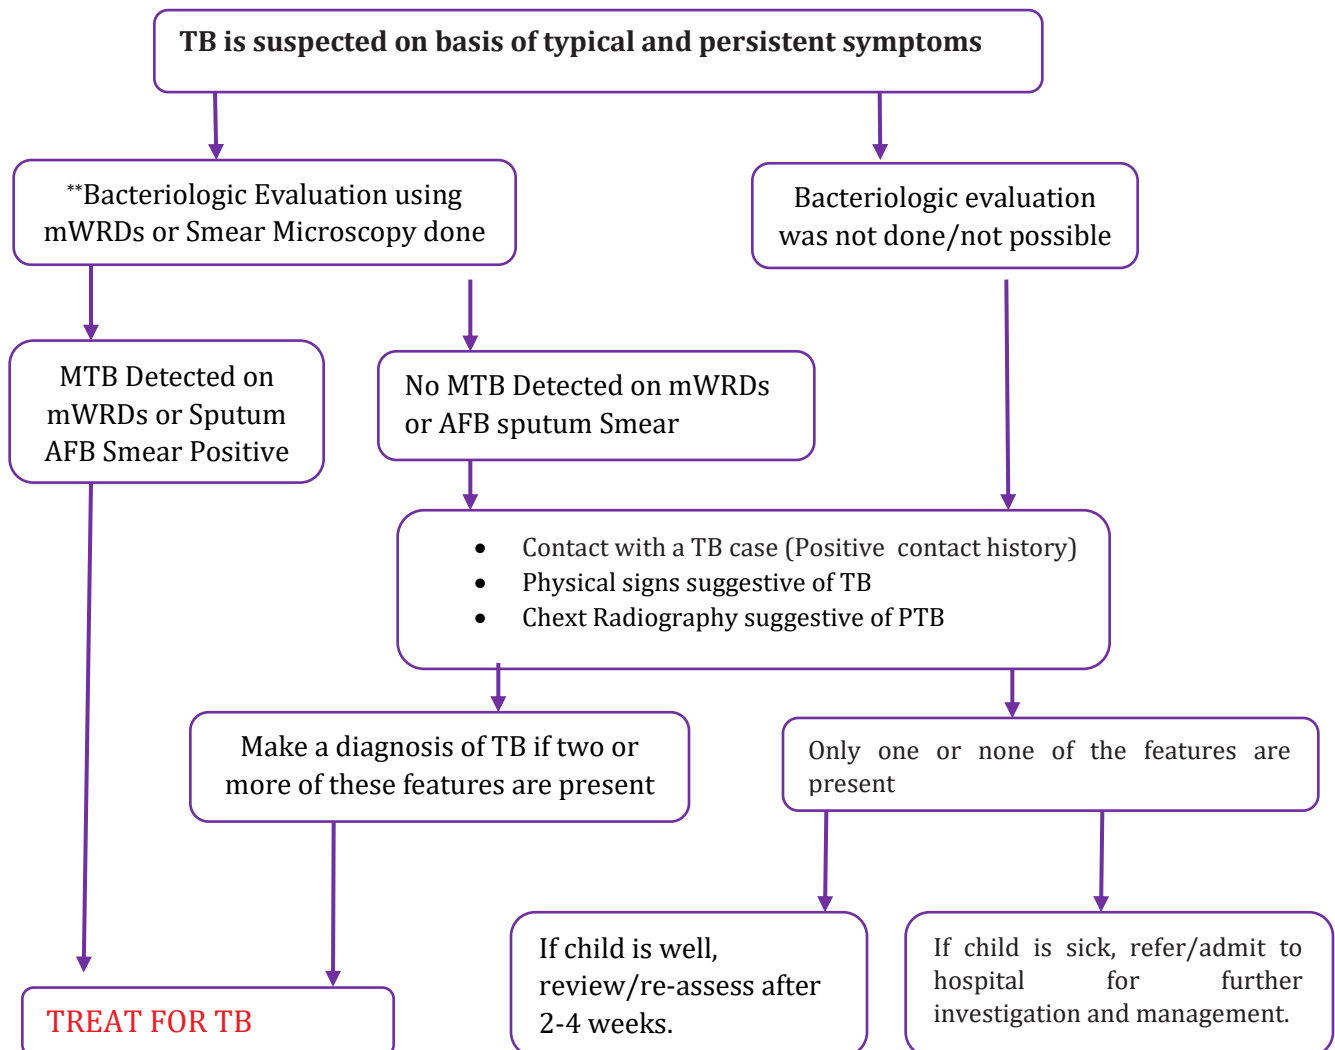 TB is suspected on basis of typical and persistent symptoms
**Bacteriologic Evaluation using
mWRDs or Smear Microscopy done
Bacteriologic evaluation
was not done/not possible
MTB Detected on
mWRDs or Sputum
AFB Smear Positive
No MTB Detected on mWRDs
or AFB sputum Smear
• Contact with a TB case (Positive contact history)
• Physical signs suggestive of TB
• Chext Radiography suggestive of PTB
Make a diagnosis of TB if two or
more of these features are present
Only one or none of the features are
present
If child is well,
review/re-assess after
2-4 weeks.
If child is sick, refer/admit to
hospital for further
investigation and management.
TREAT FOR TB